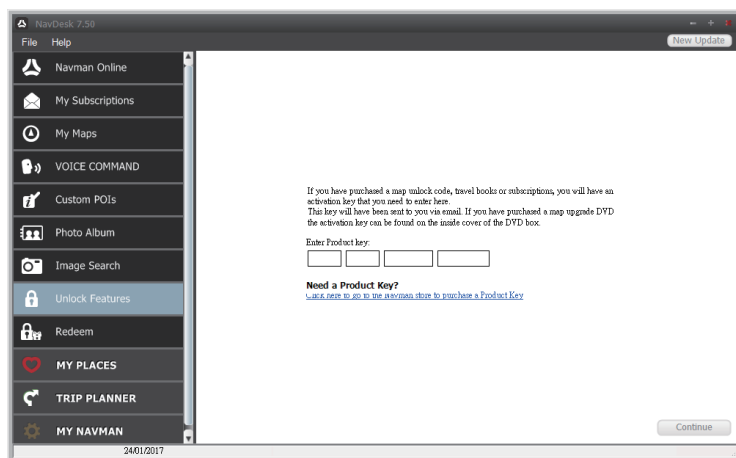 NavDesk 7.50
File Help
New Update
Navman Online
My Subscriptions
My Maps
VOICE COMMAND
Custom POIs
Photo Album
Image Search
Unlock Features
Redeem
MY PLACES
TRIP PLANNER
MY NAVMAN
If you have purchased a map unlock code, travel books or subscriptions, you will have an
activation key that you need to enter here.
This key will have been sent to you via email. If you have purchased a map upgrade DVD
the activation key can be found on the inside cover of the DVD box.
Enter Product key:
Need a Product Key?
Click here to go to the Navman store to purchase a Product Key
Continue
24/01/2017